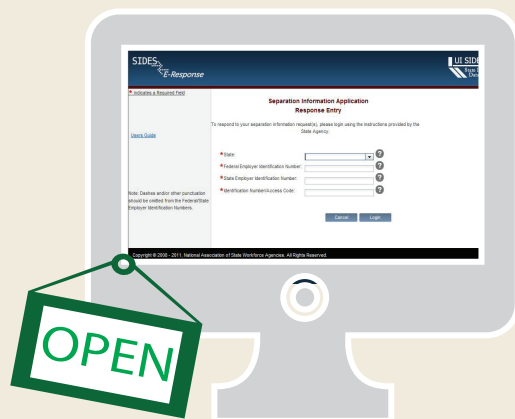 SIDES
E-Response
UI SIDE
* Indicates a Required Field
Separation Information Application
Response Entry
To respond to your separation information request(s), please login using the instructions provided by the
State Agency.
Users Guide
* State:
* Federal Employer Identification Number:
* State Employer Identification Number:
* Identification Number/Access Code:
Note: Dashes and/or other punctuation
should be omitted from the Federal/State
Employer Identification Numbers.
Cancel
Login
Copyright © 2008 - 2011, National Association of State Workforce Agencies. All Rights Reserved.
OPEN